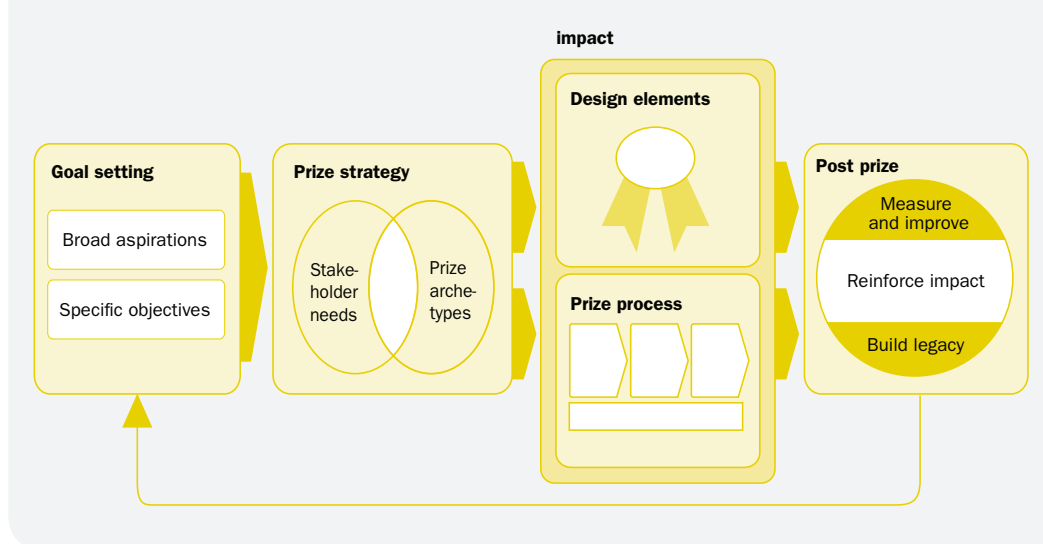 impact
Goal setting
Broad aspirations
Specific objectives
Prize strategy
Stake-
holder
needs
Prize
arche-
types
Design elements
Prize process
Post prize
Measure
and improve
Reinforce impact
Build legacy